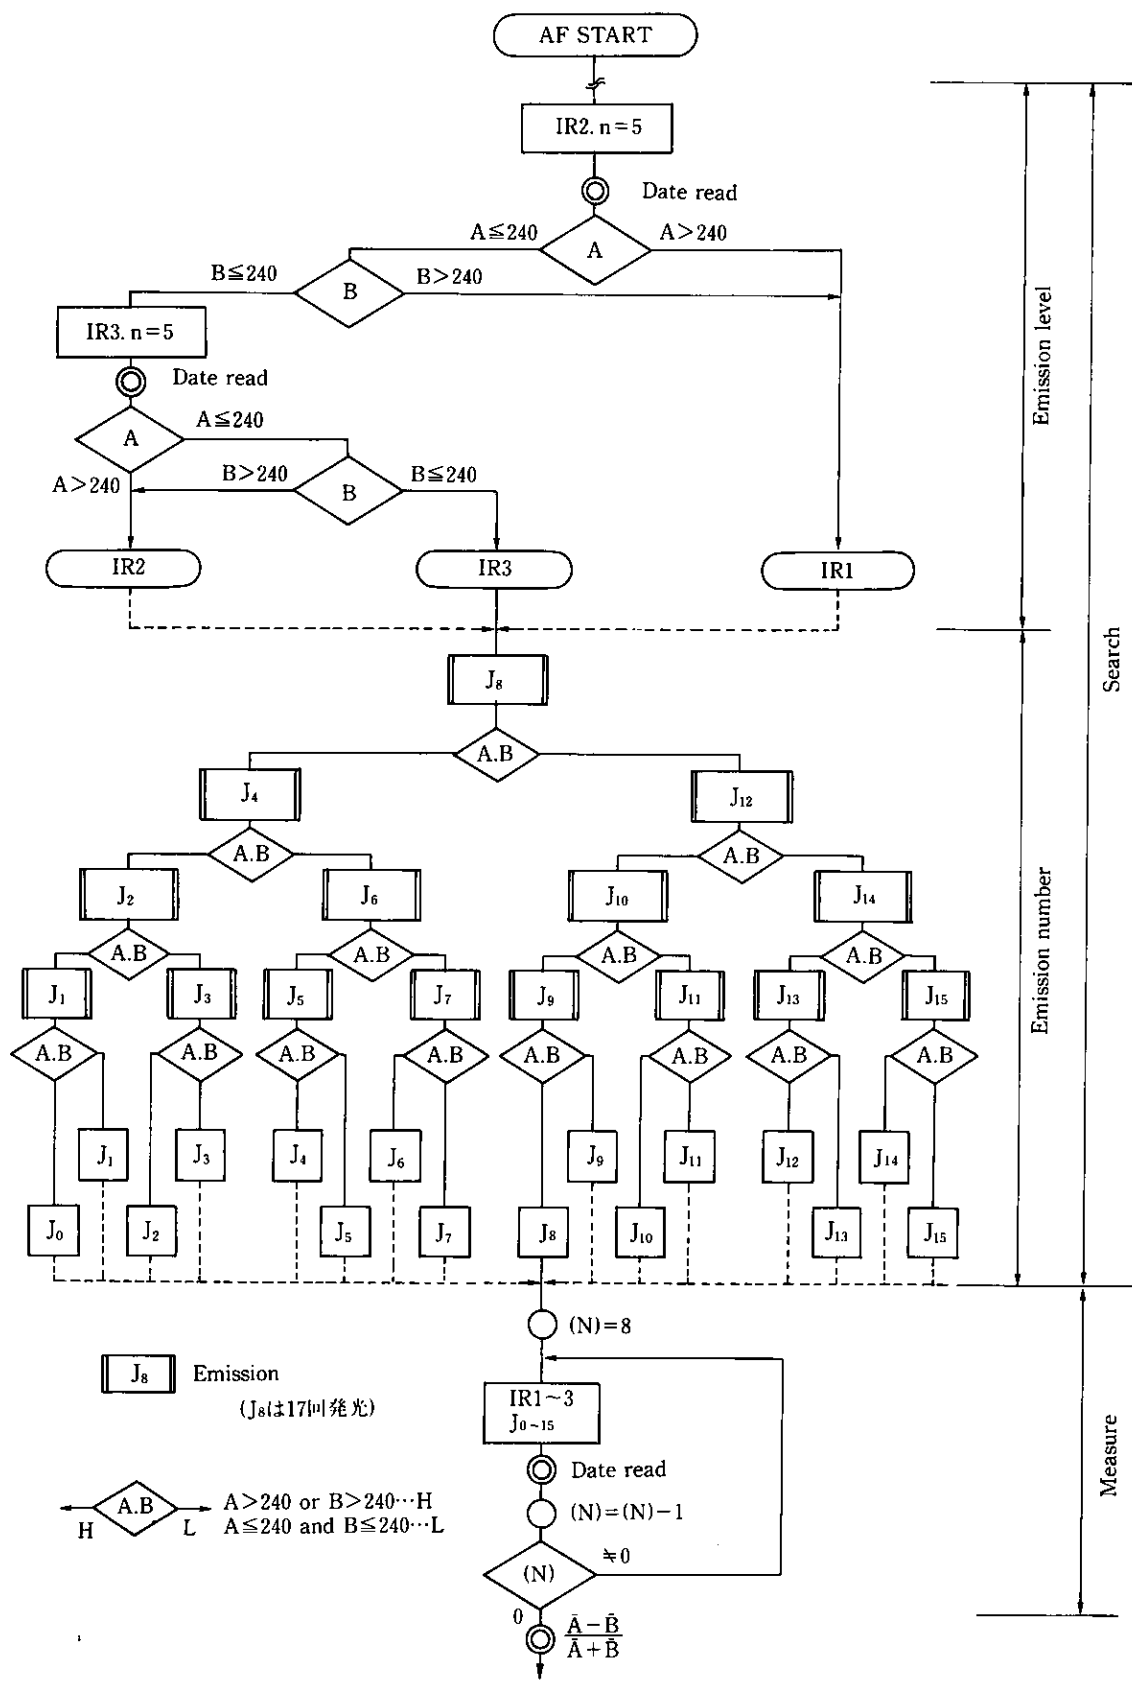 AF START
IR2. n=5
Date read
A≦240
A
A>240
B≦240
B
B>240
IR3. n=5
Date read
A
A≦240
A>240
B>240
B
B≦240
IR2
IR3
IR1
Emission level
Search
J₈
A.B
J₄
J₁₂
A.B
A.B
J₂
J₆
J₁₀
J₁₄
A.B
A.B
A.B
A.B
J₁
J₃
J₅
J₇
J₉
J₁₁
J₁₃
J₁₅
A.B
A.B
A.B
A.B
A.B
A.B
A.B
A.B
J₁
J₃
J₄
J₆
J₉
J₁₁
J₁₂
J₁₄
J₀
J₂
J₅
J₇
J₈
J₁₀
J₁₃
J₁₅
Emission number
(N)=8
J₈
Emission
(J₈は17回発光)
IR1~3
J₀~₁₅
Date read
(N)=(N)-1
A.B
H
L
A>240 or B>240…H
A≦240 and B≦240…L
(N)
≒0
0
Ā-B̄
Ā+B̄
Measure